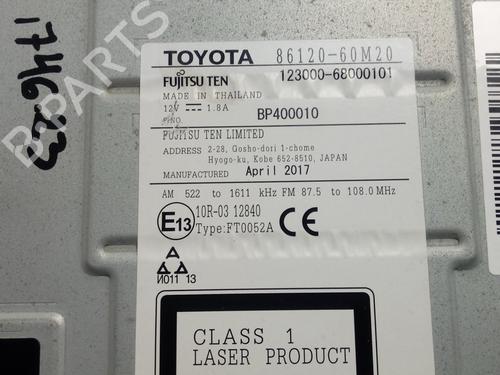 TOYOTA 86120-60M20
FUJITSU TEN 123000-68000101
MADE IN THAILAND
12V 1.8A
P/NO. BP400010
FUJITSU TEN LIMITED
ADDRESS 2-28, Gosho-dori 1-chome
Hyogo-ku, Kobe 652-8510, JAPAN
MANUFACTURED April 2017
AM 522 to 1611 kHz FM 87.5 to 108.0MHz
E13 10R-03 12840 CE
Type:FT0052A
И011 13
CLASS 1
LASER PRODUCT
B-PARTS